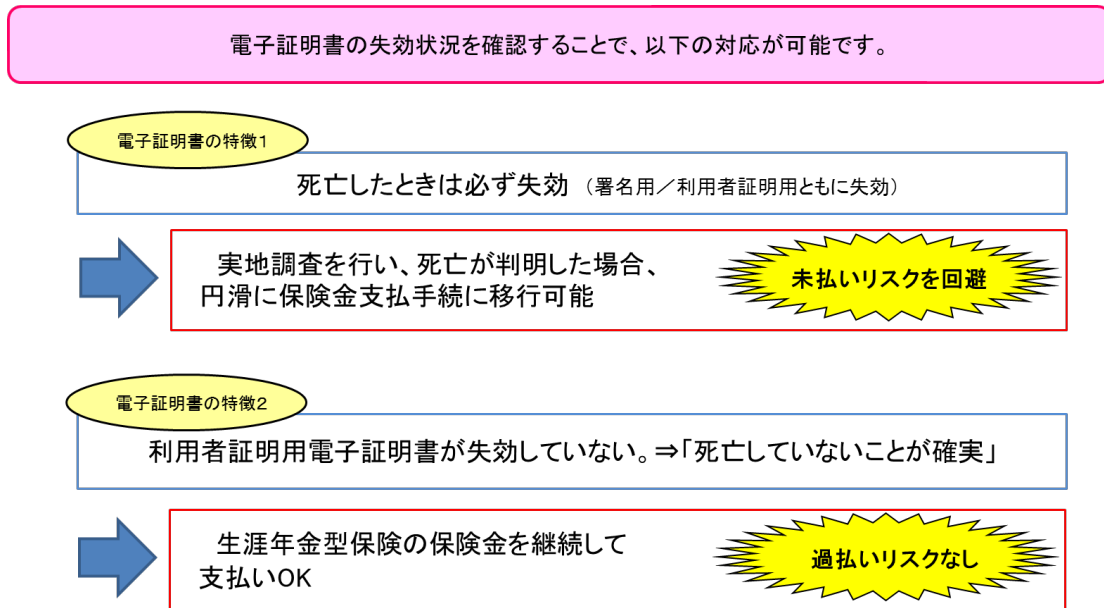 電子証明書の失効状況を確認することで、以下の対応が可能です。
電子証明書の特徴1
死亡したときは必ず失効 （署名用／利用者証明用ともに失効）
実地調査を行い、死亡が判明した場合、
円滑に保険金支払手続に移行可能
未払いリスクを回避
電子証明書の特徴2
利用者証明用電子証明書が失効していない。⇒「死亡していないことが確実」
生涯年金型保険の保険金を継続して
支払いOK
過払いリスクなし